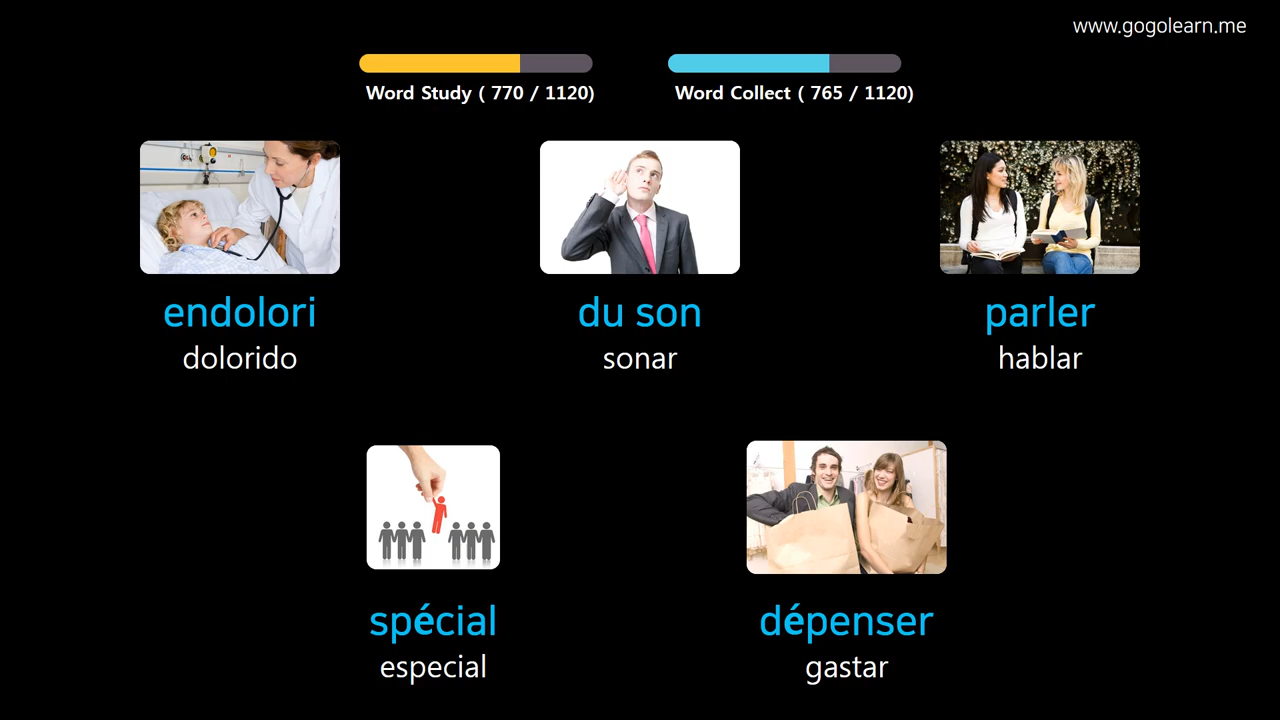 www.gogolearn.me
Word Study ( 770 / 1120)
Word Collect ( 765 / 1120)
endolori
dolorido
du son
sonar
parler
hablar
spécial
especial
dépenser
gastar